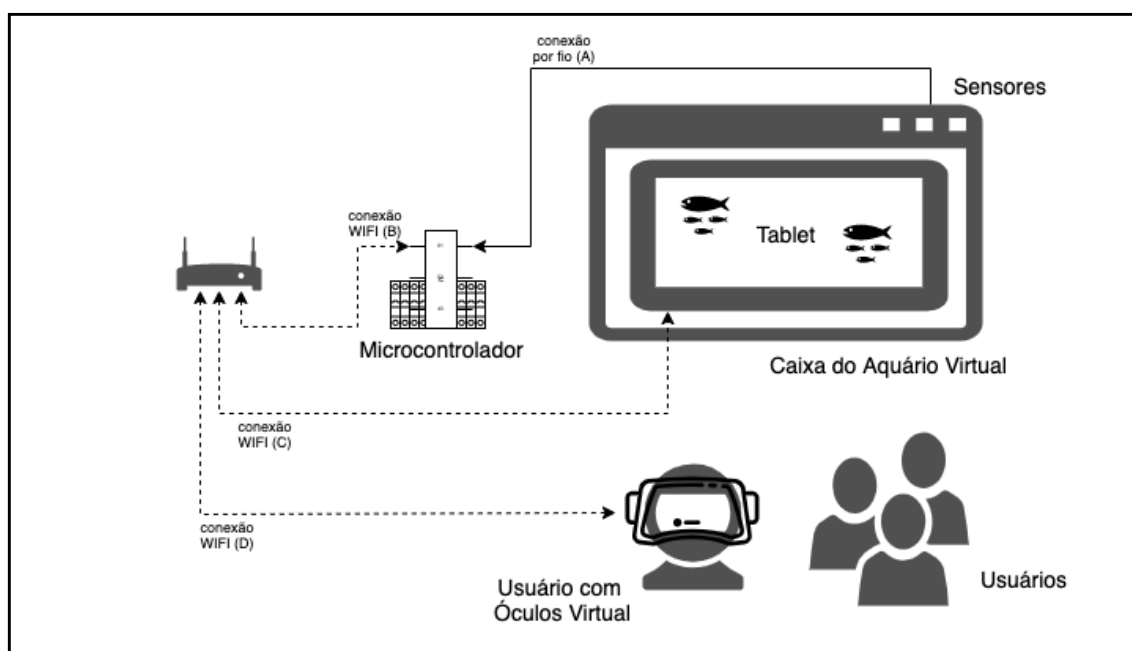 conexão
por fio (A)
Sensores
conexão
WIFI (B)
Tablet
Microcontrolador
Caixa do Aquário Virtual
conexão
WIFI (C)
conexão
WIFI (D)
Usuário com
Óculos Virtual
Usuários